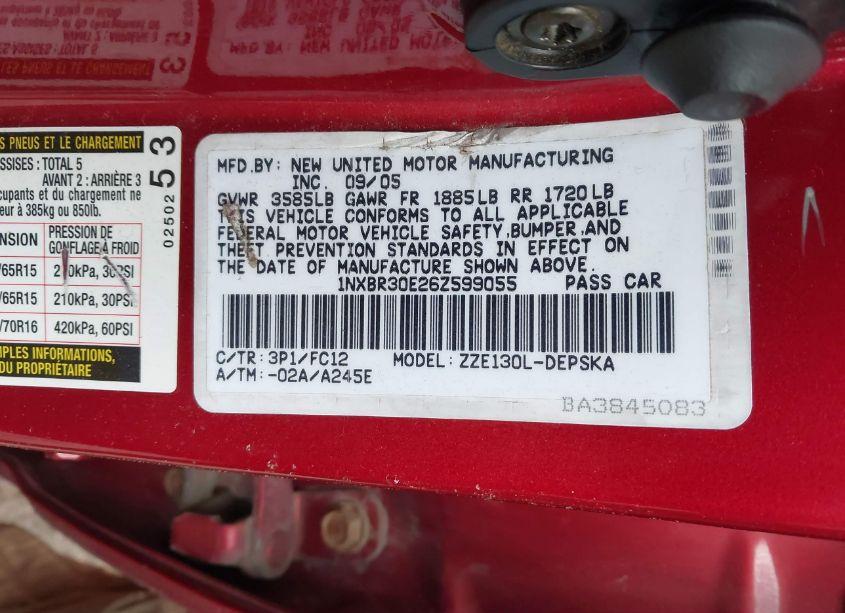 S PNEUS ET LE CHARGEMENT
SSISES : TOTAL 5
AVANT 2 : ARRIÈRE 3
cupants et du chargement ne
eur à 385kg ou 850lb.
02502 53
NSION PRESSION DE GONFLAGE À FROID
/65R15 210kPa, 30PSI
/65R15 210kPa, 30PSI
/70R16 420kPa, 60PSI
MPLES INFORMATIONS
DU PROPRIÉTAIRE
MFD.BY: NEW UNITED MOTOR MANUFACTURING
INC. 09/05
GVWR 3585LB GAWR FR 1885LB RR 1720LB
THIS VEHICLE CONFORMS TO ALL APPLICABLE
FEDERAL MOTOR VEHICLE SAFETY,BUMPER,AND
THEFT PREVENTION STANDARDS IN EFFECT ON
THE DATE OF MANUFACTURE SHOWN ABOVE.
1NXBR30E26Z599055 PASS CAR
C/TR: 3P1/FC12 MODEL: ZZE130L-DEPSKA
A/TM: -02A/A245E
BA3845083